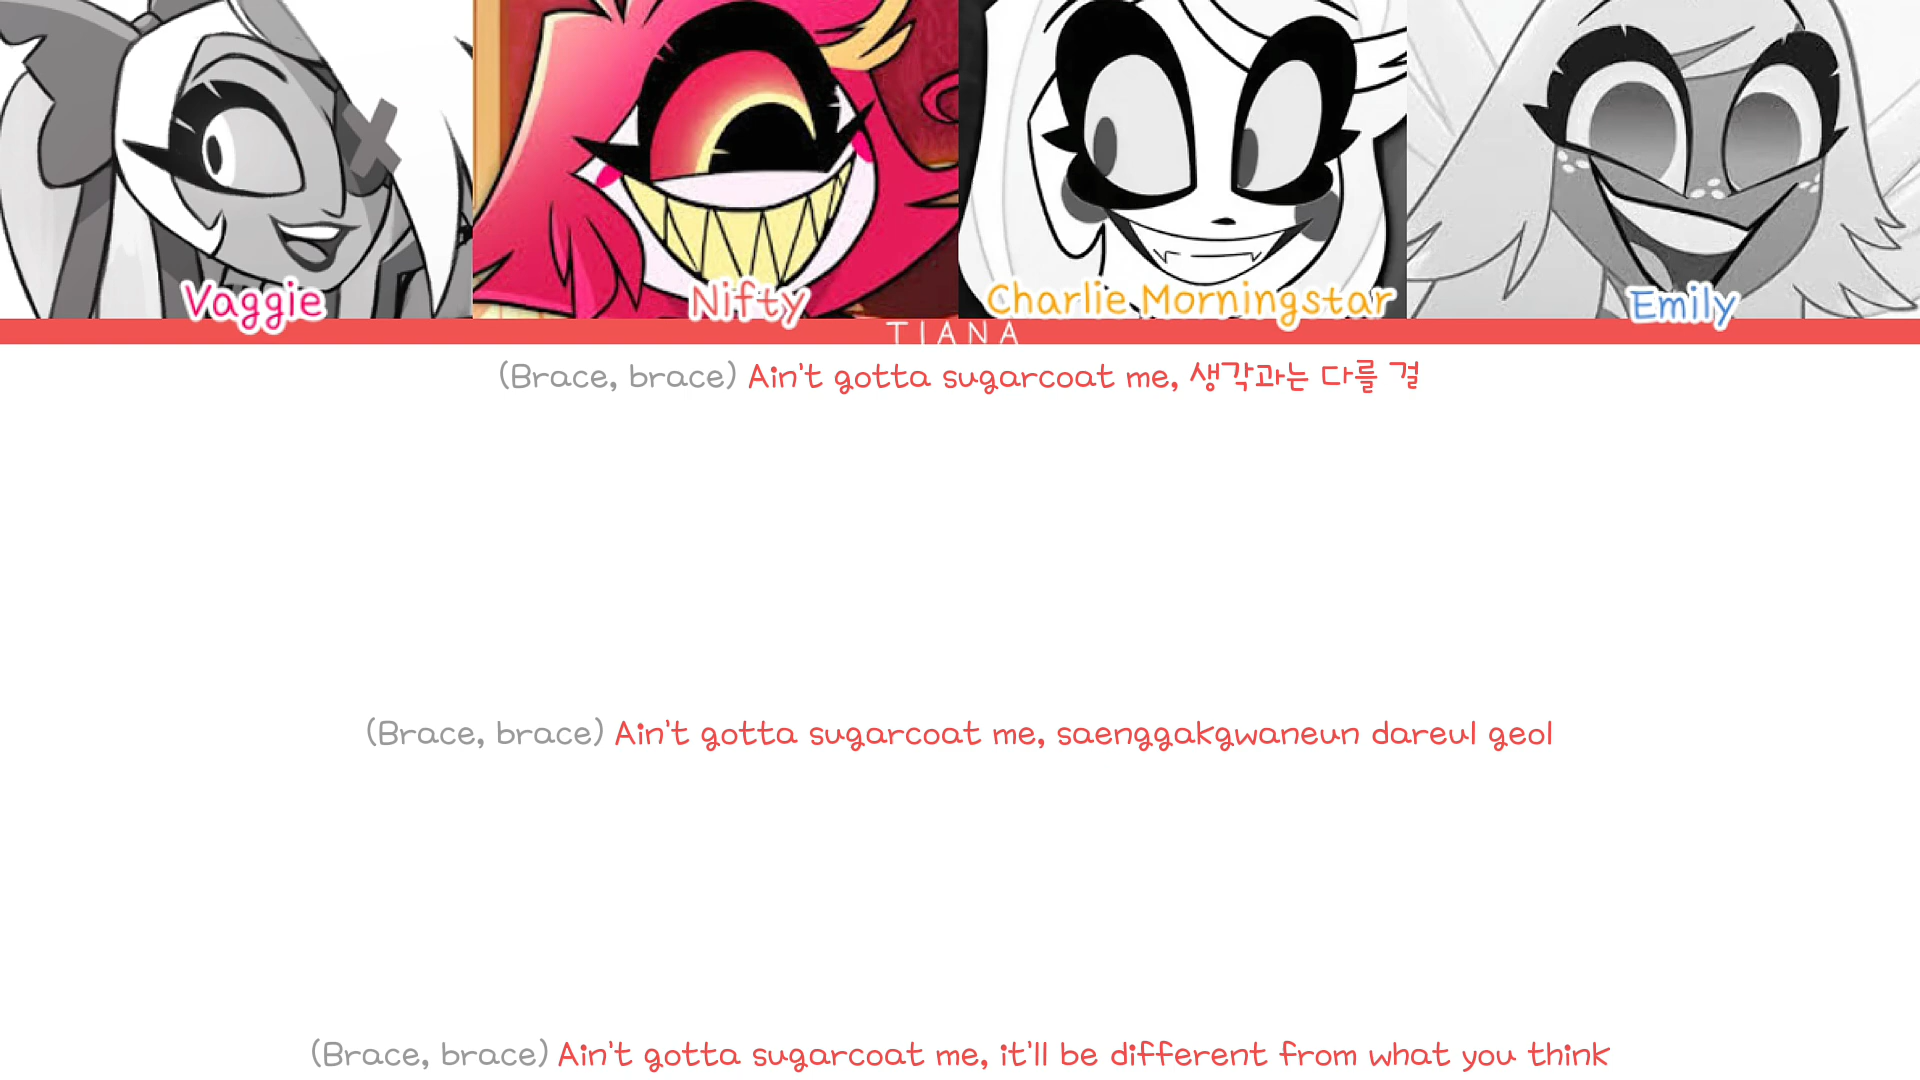 Vaggie
Nifty
Charlie Morningstar
Emily
TIANA
(Brace, brace) Ain't gotta sugarcoat me, 생각과는 다를 걸
(Brace, brace) Ain't gotta sugarcoat me, saenggakgwaneun dareul geol
(Brace, brace) Ain't gotta sugarcoat me, it'll be different from what you think